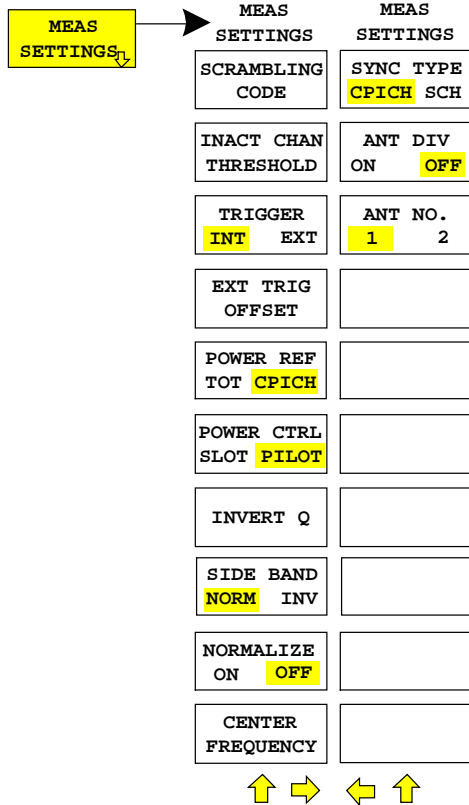 MEAS
SETTINGS
MEAS
SETTINGS
SCRAMBLING
CODE
INACT CHAN
THRESHOLD
TRIGGER
INT EXT
EXT TRIG
OFFSET
POWER REF
TOT CPICH
POWER CTRL
SLOT PILOT
INVERT Q
SIDE BAND
NORM INV
NORMALIZE
ON OFF
CENTER
FREQUENCY
MEAS
SETTINGS
SYNC TYPE
CPICH SCH
ANT DIV
ON OFF
ANT NO.
1 2